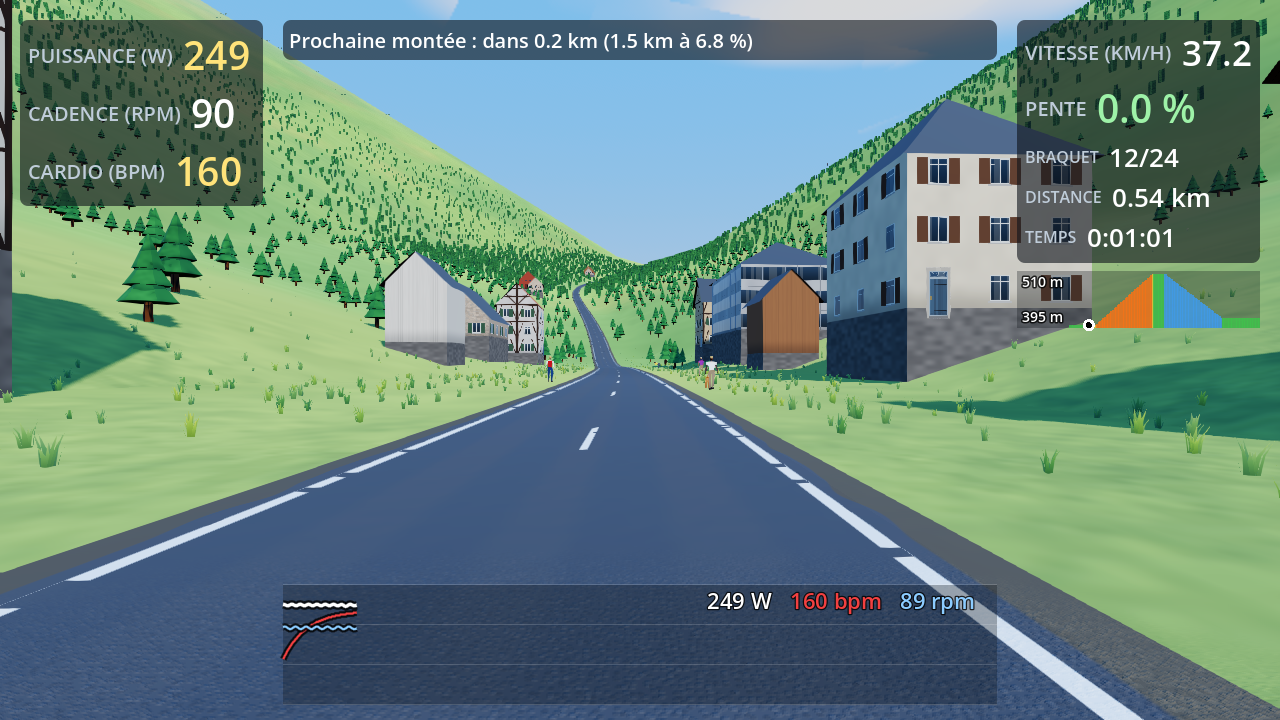 PUISSANCE (W) 249
CADENCE (RPM) 90
CARDIO (BPM) 160
Prochaine montée : dans 0.2 km (1.5 km à 6.8 %)
VITESSE (KM/H) 37.2
PENTE 0.0 %
BRAQUET 12/24
DISTANCE 0.54 km
TEMPS 0:01:01
510 m
395 m
249 W 160 bpm 89 rpm